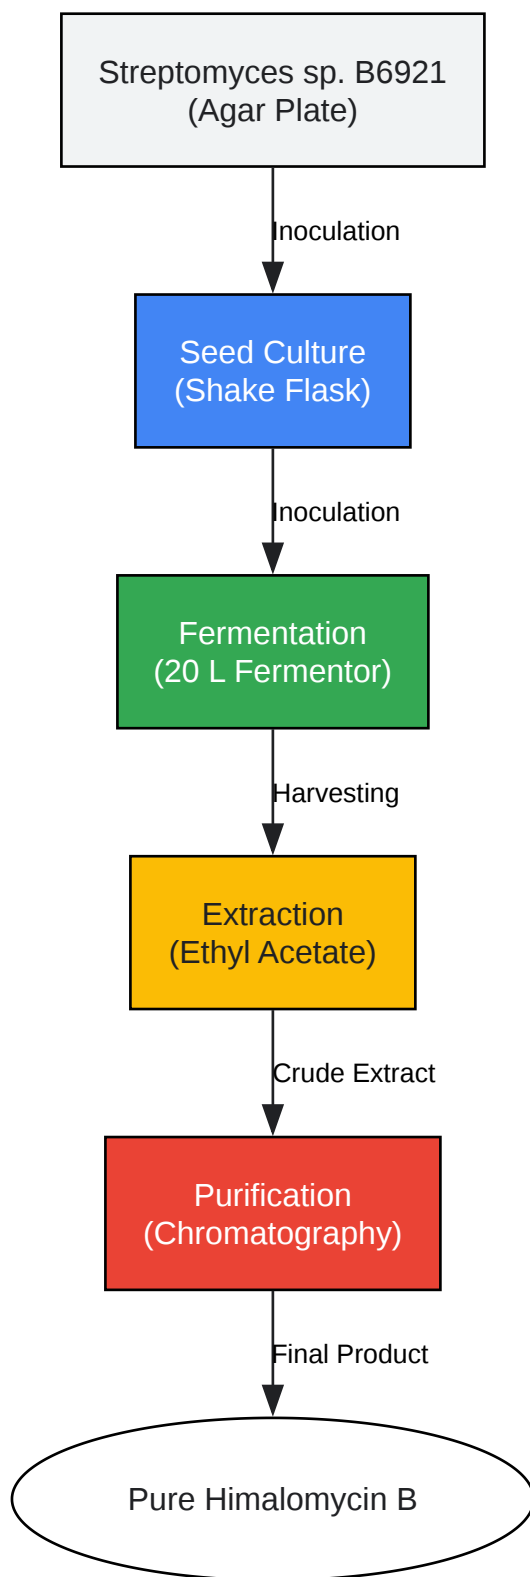 Streptomyces sp. B6921
(Agar Plate)
Inoculation
Seed Culture
(Shake Flask)
Inoculation
Fermentation
(20 L Fermentor)
Harvesting
Extraction
(Ethyl Acetate)
Crude Extract
Purification
(Chromatography)
Final Product
Pure Himalomycin B